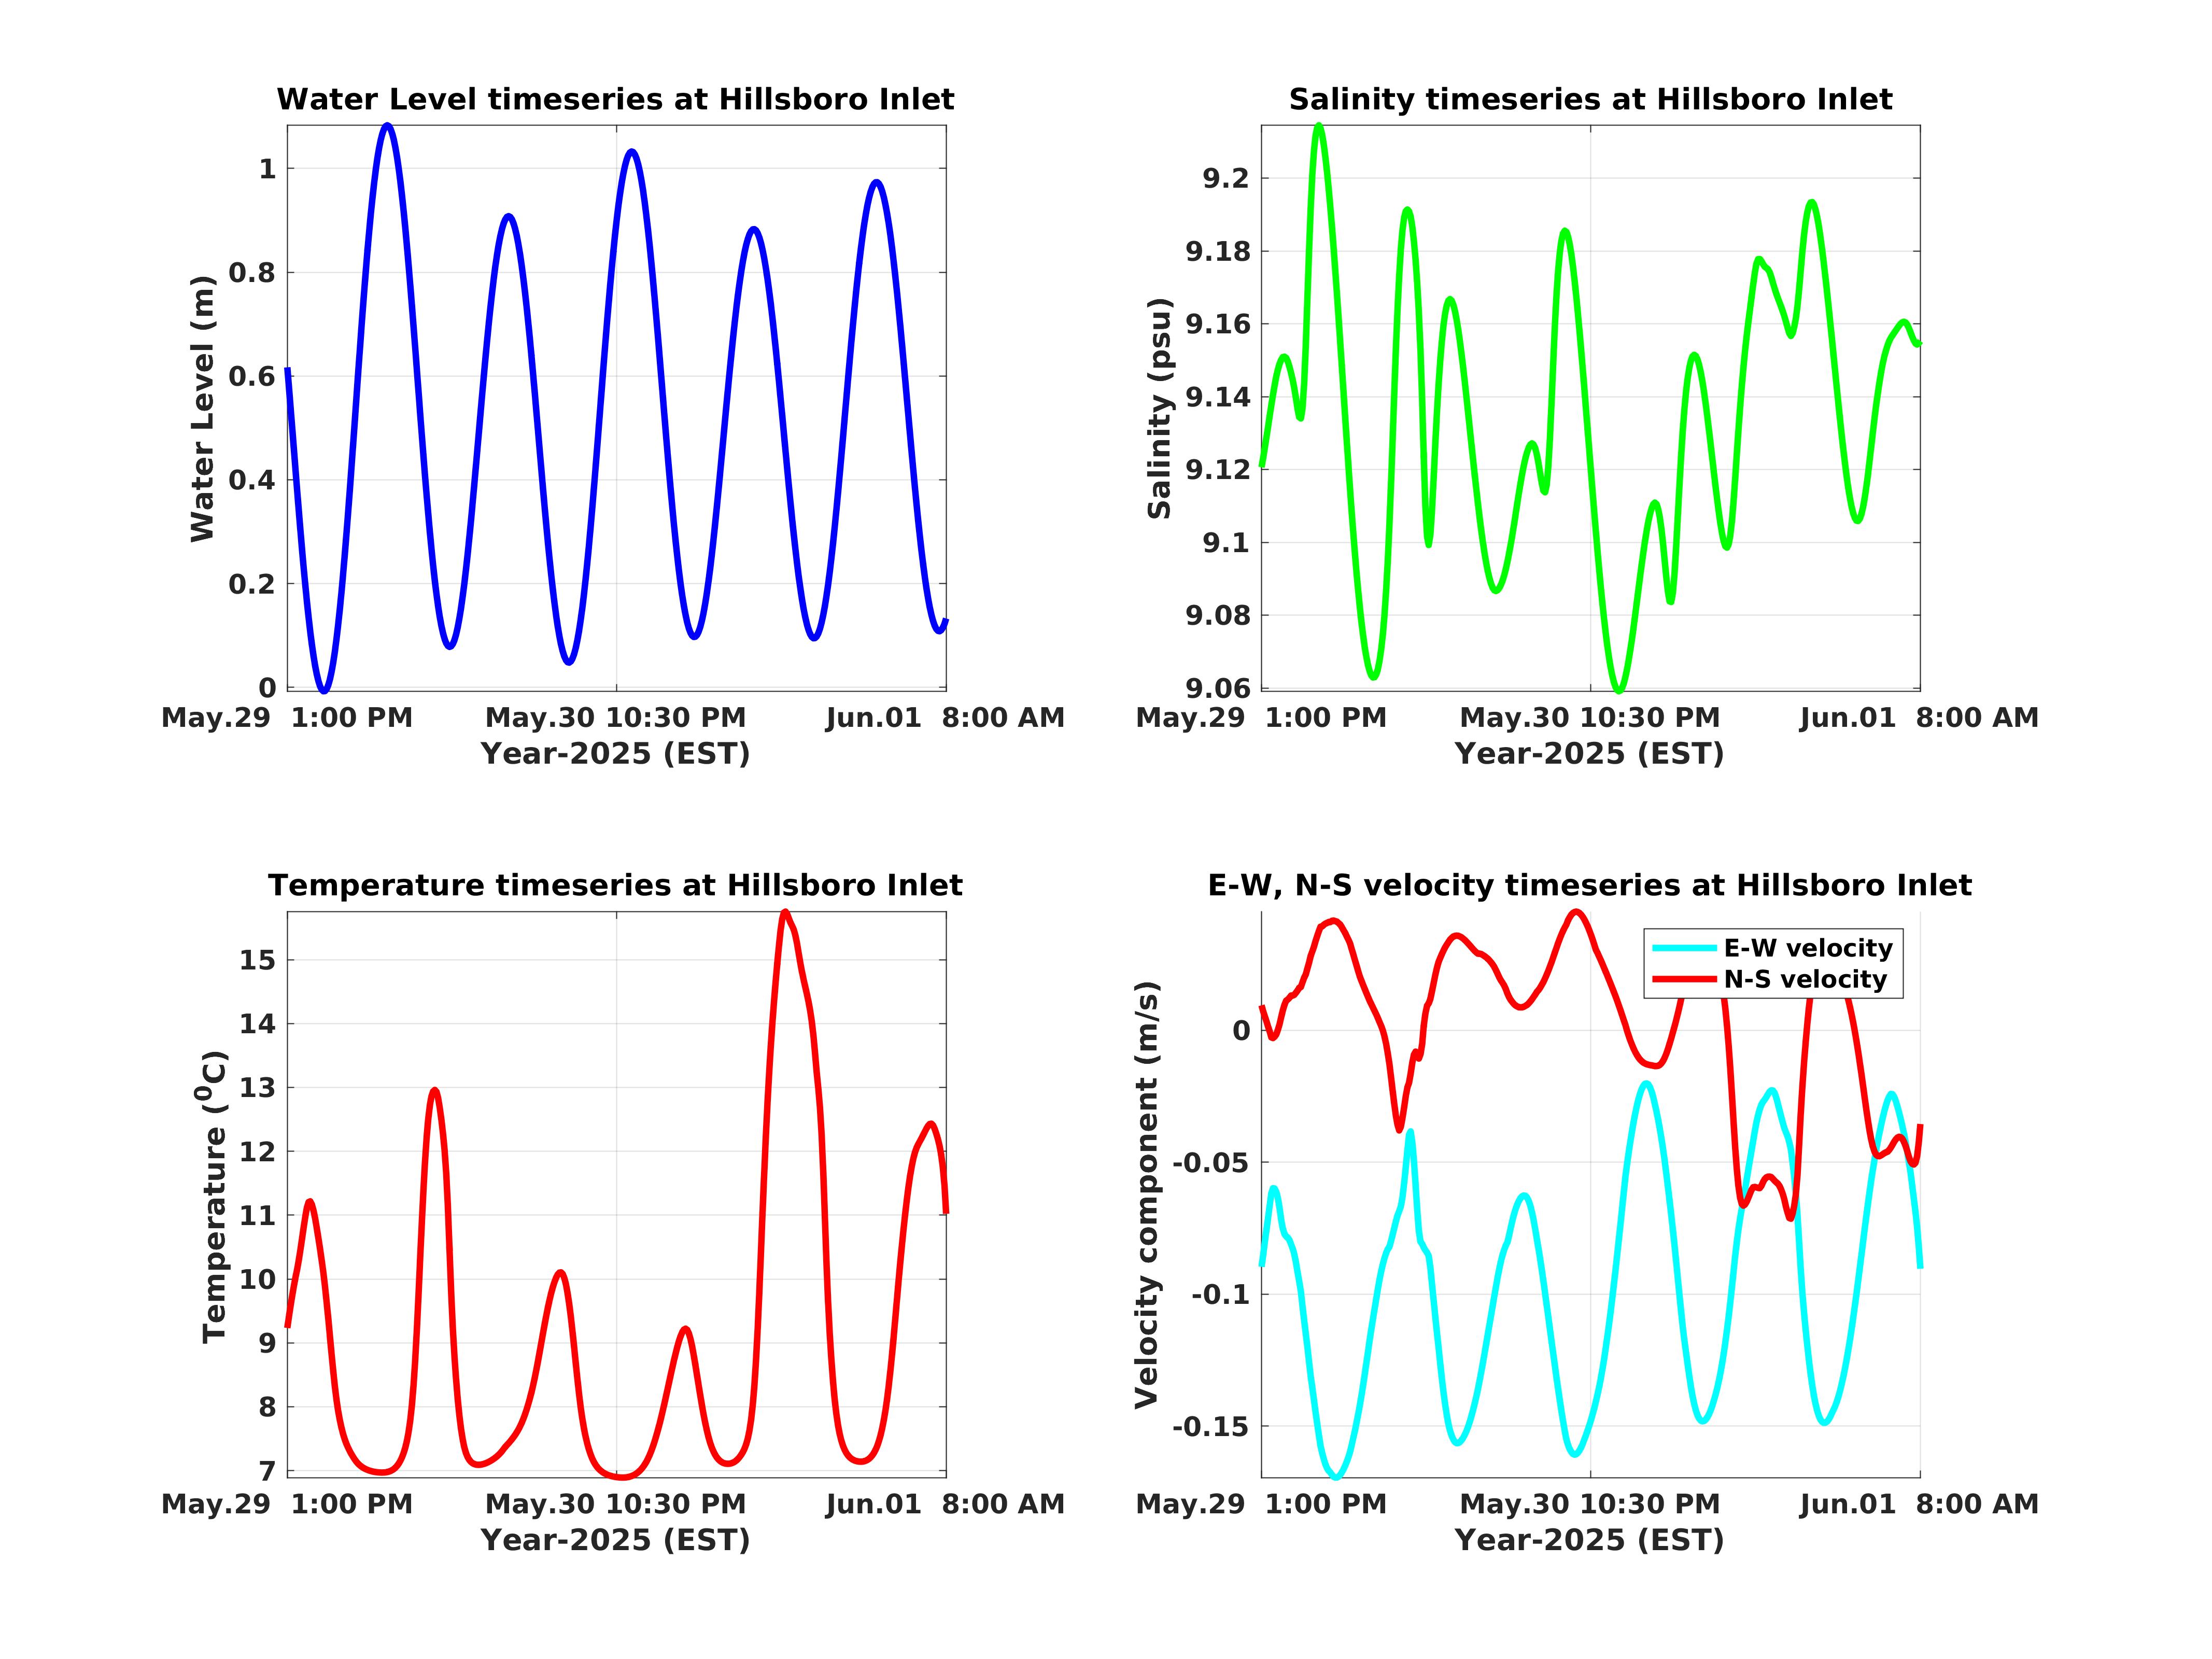 Water Level timeseries at Hillsboro Inlet
Water Level (m)
1
0.8
0.6
0.4
0.2
0
May.29 1:00 PM
May.30 10:30 PM
Jun.01 8:00 AM
Year-2025 (EST)
Salinity timeseries at Hillsboro Inlet
Salinity (psu)
9.2
9.18
9.16
9.14
9.12
9.1
9.08
9.06
May.29 1:00 PM
May.30 10:30 PM
Jun.01 8:00 AM
Year-2025 (EST)
Temperature timeseries at Hillsboro Inlet
Temperature (⁰C)
15
14
13
12
11
10
9
8
7
May.29 1:00 PM
May.30 10:30 PM
Jun.01 8:00 AM
Year-2025 (EST)
E-W, N-S velocity timeseries at Hillsboro Inlet
Velocity component (m/s)
E-W velocity
N-S velocity
0
-0.05
-0.1
-0.15
May.29 1:00 PM
May.30 10:30 PM
Jun.01 8:00 AM
Year-2025 (EST)